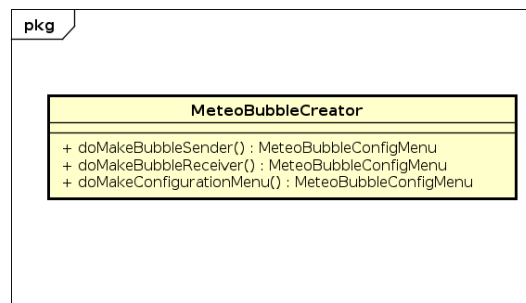 pkg
MeteoBubbleCreator
+ doMakeBubbleSender() : MeteoBubbleConfigMenu
+ doMakeBubbleReceiver() : MeteoBubbleConfigMenu
+ doMakeConfigurationMenu() : MeteoBubbleConfigMenu